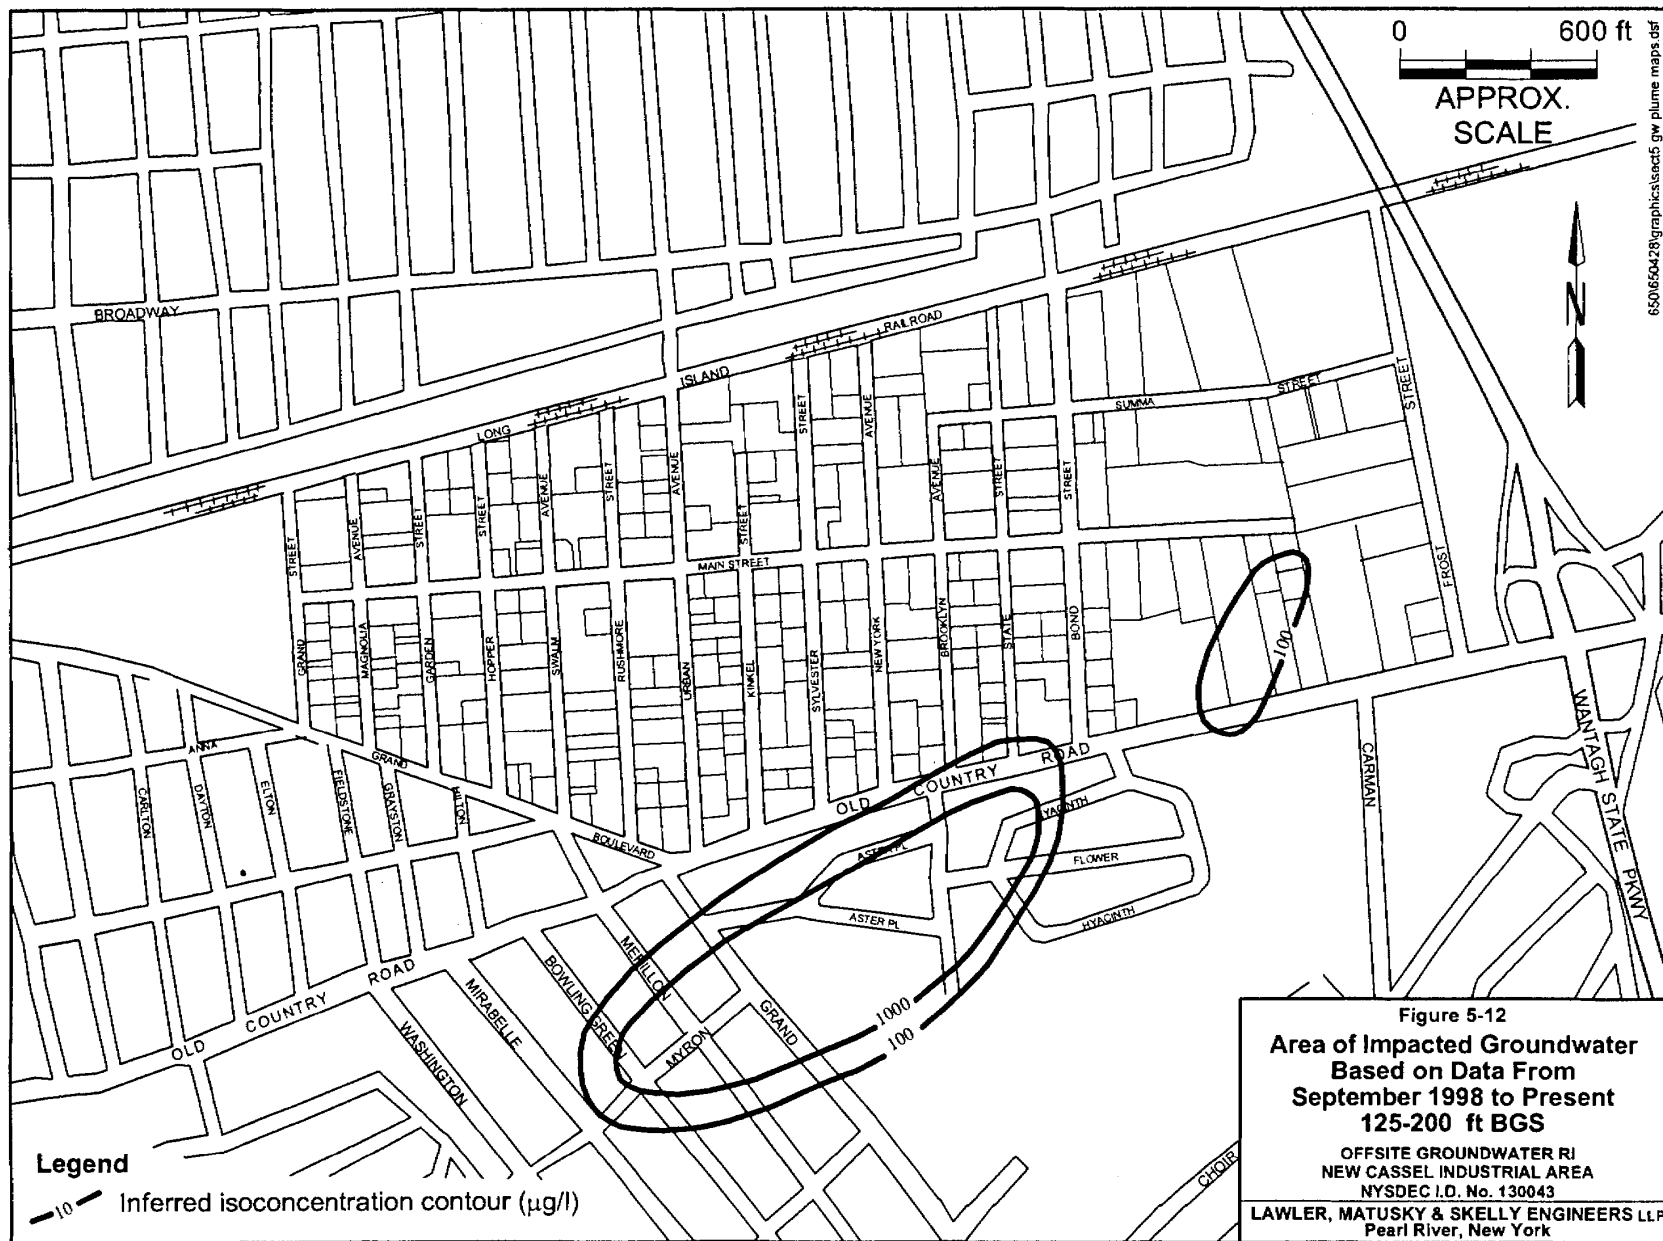 0 600 ft
APPROX.
SCALE
650\650428\graphics\sect5 gw plume maps.dsf
N
BROADWAY
LONG
ISLAND
RAILROAD
SUMMA
STREET
STREET
STREET
AVENUE
STREET
STREET
AVENUE
STREET
AVENUE
STREET
STREET
AVENUE
AVENUE
STREET
STREET
MAIN STREET
FROST
GRAND
MAGNOLIA
GARDEN
HOPPER
SWALM
RUSHMORE
URBAN
KINKEL
SYLVESTER
NEW YORK
BROOKLYN
STATE
BOND
100
ANNA
GRAND
BOULEVARD
CARLTON
DAYTON
ELTON
FIELDSTONE
GRAYSTON
HILTON
OLD COUNTRY ROAD
HYACINTH
ASTER PL
FLOWER
ASTER PL
HYACINTH
CARMAN
WANTAGH STATE PKWY
OLD COUNTRY ROAD
WASHINGTON
MIRABELLE
BOWLING GREEN
MERILLON
MYRON
GRAND
1000
100
CHOIR
Legend
10 Inferred isoconcentration contour (µg/l)
Figure 5-12
Area of Impacted Groundwater
Based on Data From
September 1998 to Present
125-200 ft BGS
OFFSITE GROUNDWATER RI
NEW CASSEL INDUSTRIAL AREA
NYSDEC I.D. No. 130043
LAWLER, MATUSKY & SKELLY ENGINEERS LLP
Pearl River, New York